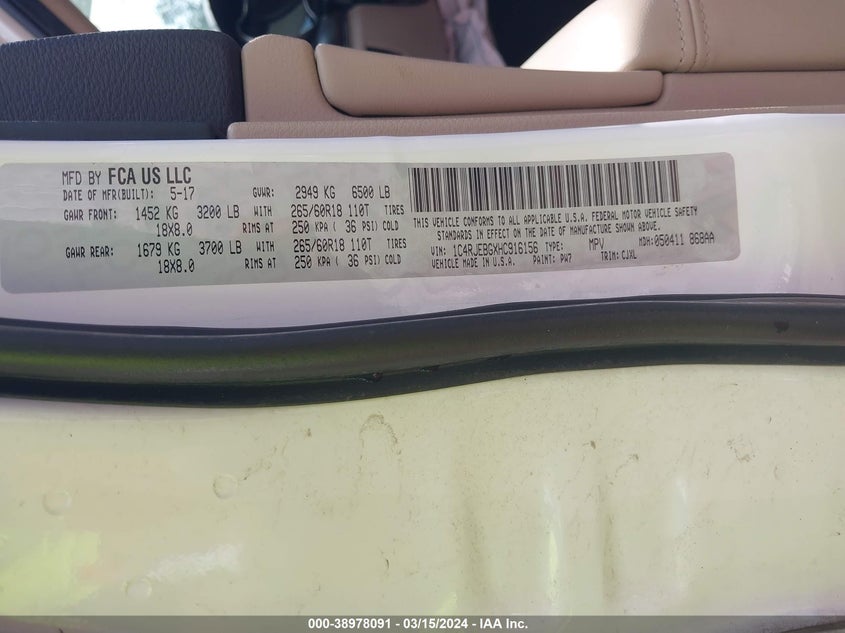 MFD BY FCA US LLC
DATE OF MFR(BUILT): 5-17 GVWR: 2949 KG 6500 LB
GAWR FRONT: 1452 KG 3200 LB WITH 265/60R18 110T TIRES
18X8.0 RIMS AT 250 KPA ( 36 PSI) COLD
GAWR REAR: 1679 KG 3700 LB WITH 265/60R18 110T TIRES
18X8.0 RIMS AT 250 KPA ( 36 PSI) COLD
THIS VEHICLE CONFORMS TO ALL APPLICABLE U.S.A. FEDERAL MOTOR VEHICLE SAFETY
STANDARDS IN EFFECT ON THE DATE OF MANUFACTURE SHOWN ABOVE.
VIN: 1C4RJEBGXHC916156 TYPE: MPV MDH: 050411 868AA
VEHICLE MADE IN U.S.A. PAINT: PW7 TRIM: CJXL
000-38978091 - 03/15/2024 - IAA Inc.